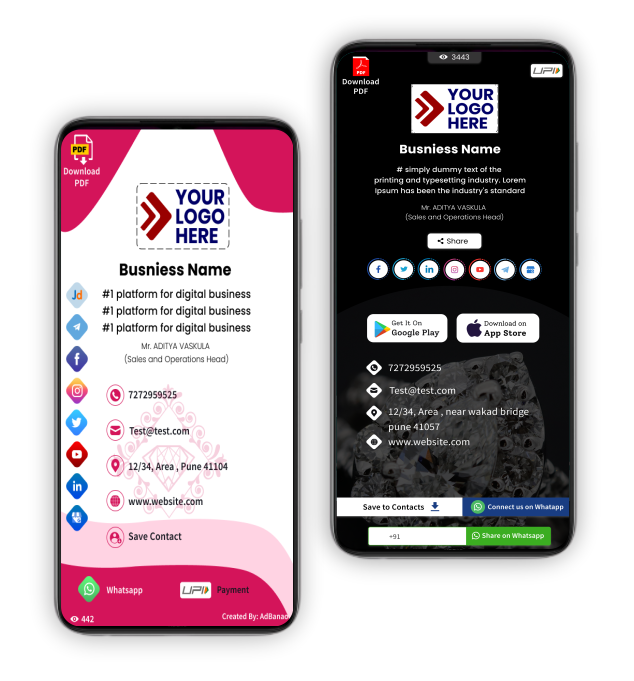 PDF
Download
PDF
YOUR
LOGO
HERE
Busniess Name
#1 platform for digital business
#1 platform for digital business
#1 platform for digital business
Mr. ADITYA VASKULA
(Sales and Operations Head)
Jd
7272959525
Test@test.com
12/34, Area , Pune 41104
www.website.com
Save Contact
Whatsapp
UPI
Payment
442
Created By: AdBanao
3443
Download
PDF
UPI
YOUR
LOGO
HERE
Busniess Name
# simply dummy text of the
printing and typesetting industry. Lorem
Ipsum has been the industry's standard
Mr. ADITYA VASKULA
(Sales and Operations Head)
Share
Get It On
Google Play
Download on
App Store
7272959525
Test@test.com
12/34, Area , near wakad bridge
pune 41057
www.website.com
Save to Contacts
Connect us on Whatapp
+91
Share on Whatsapp